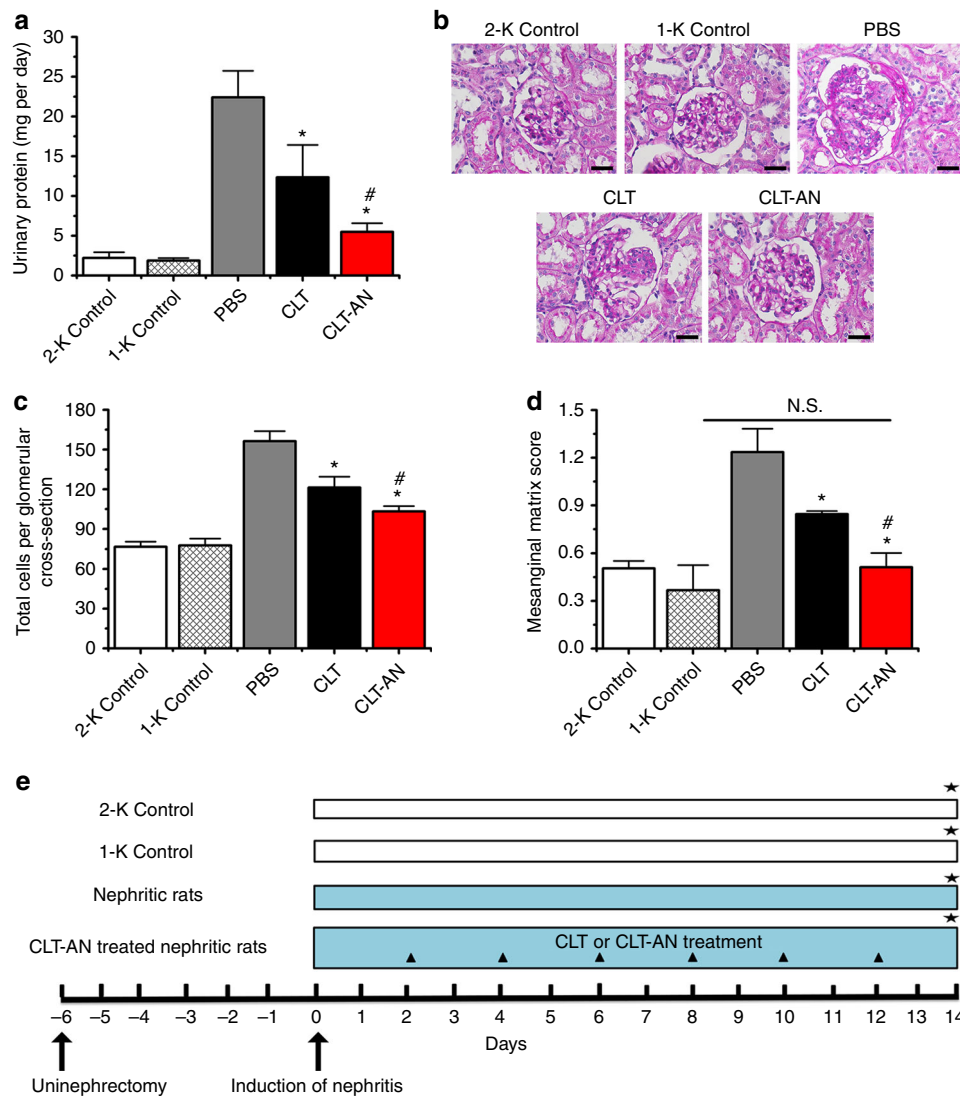 a
Urinary protein (mg per day)
30
25
20
15
10
5
0
*
#
*
2-K Control
1-K Control
PBS
CLT
CLT-AN
b
2-K Control
1-K Control
PBS
CLT
CLT-AN
c
Total cells per glomerular
cross-section
180
150
120
90
60
30
0
*
#
*
2-K Control
1-K Control
PBS
CLT
CLT-AN
d
Mesanginal matrix score
1.5
1.2
0.9
0.6
0.3
0.0
N.S.
*
#
*
2-K Control
1-K Control
PBS
CLT
CLT-AN
e
2-K Control
1-K Control
Nephritic rats
CLT-AN treated nephritic rats
CLT or CLT-AN treatment
–6 –5 –4 –3 –2 –1 0 1 2 3 4 5 6 7 8 9 10 11 12 13 14
Days
Uninephrectomy
Induction of nephritis